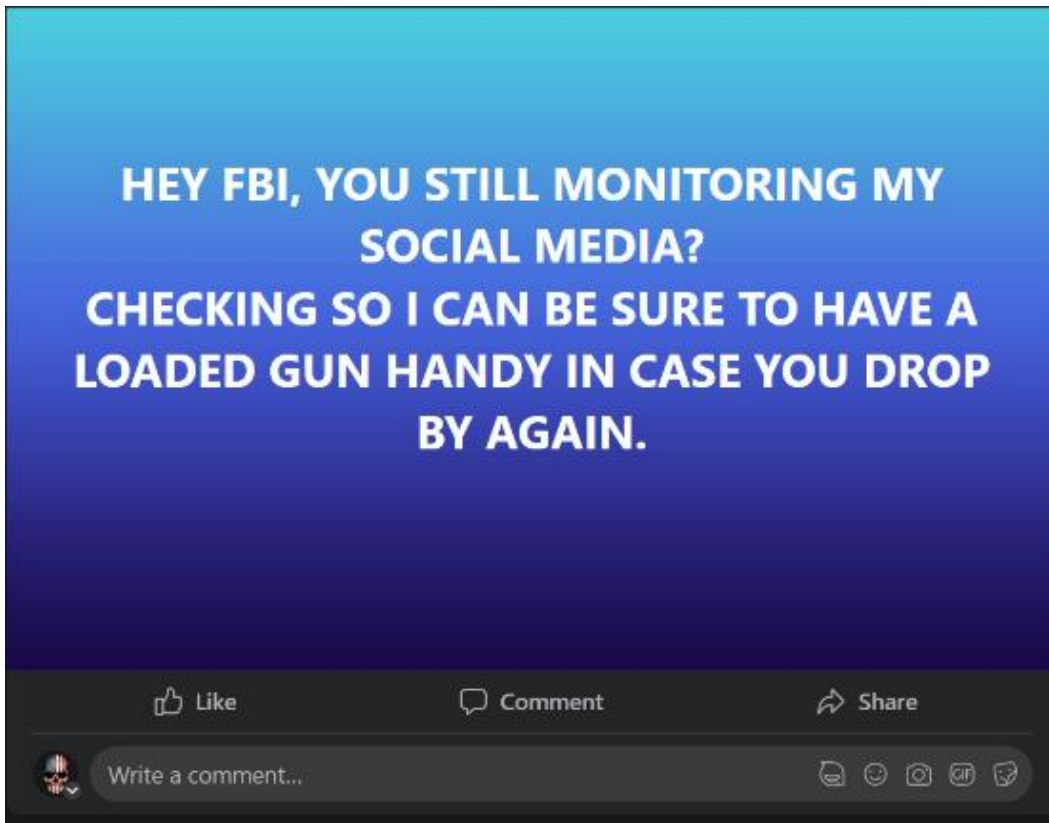 HEY FBI, YOU STILL MONITORING MY
SOCIAL MEDIA?
CHECKING SO I CAN BE SURE TO HAVE A
LOADED GUN HANDY IN CASE YOU DROP
BY AGAIN.
Like Comment Share
Write a comment... GIF